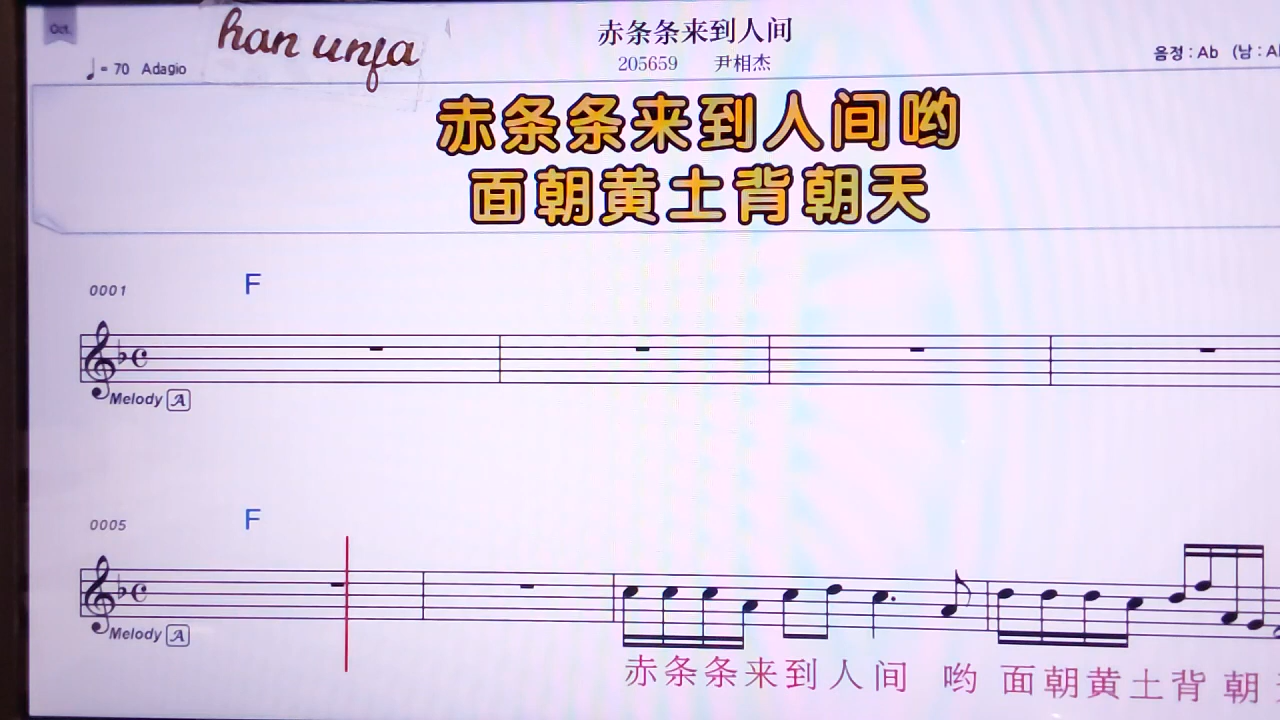 Oct.
han unja
赤条条来到人间
♩= 70 Adagio
205659 尹相杰
음정 : Ab (남 : A
赤条条来到人间哟
面朝黄土背朝天
0001 F
Melody A
0005 F
Melody A
赤条条来到人间 哟 面朝黄土背 朝